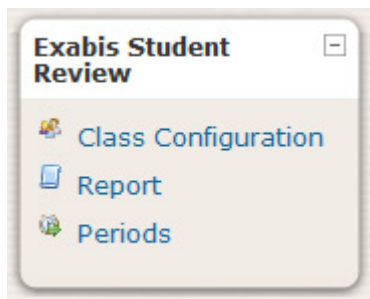 Exabis Student
Review
Class Configuration
Report
Periods